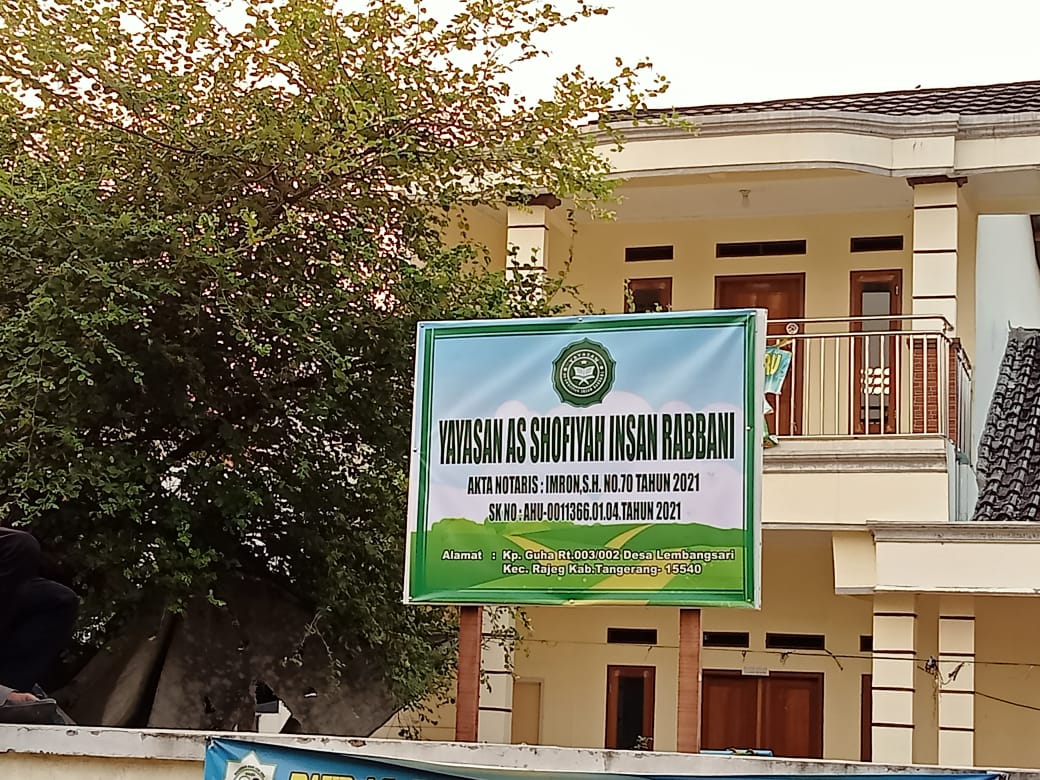 YAYASAN AS SHOFIYAH INSAN RABBANI
AKTA NOTARIS : IMRON,S.H. NO.70 TAHUN 2021
SK NO : AHU-0011366.01.04.TAHUN 2021
Alamat : Kp. Guha Rt.003/002 Desa Lembangsari
Kec. Rajeg Kab.Tangerang- 15540